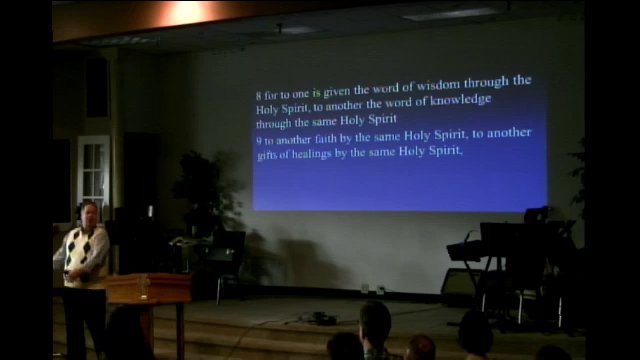 8 for to one is given the word of wisdom through the
Holy Spirit, to another the word of knowledge
through the same Holy Spirit
9 to another faith by the same Holy Spirit, to another
gifts of healings by the same Holy Spirit,